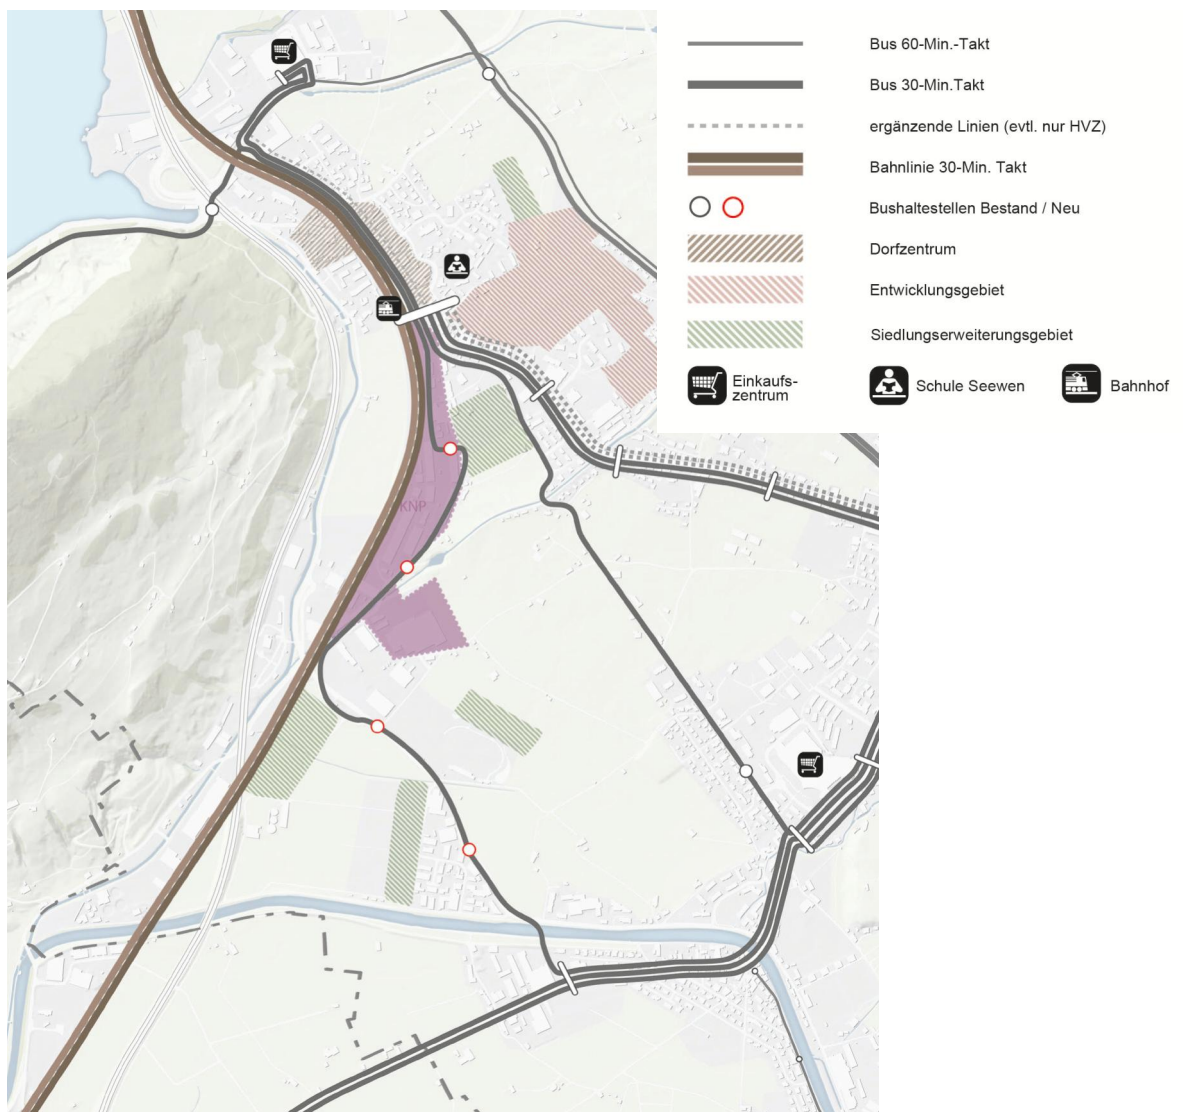 Bus 60-Min.-Takt
Bus 30-Min.Takt
ergänzende Linien (evtl. nur HVZ)
Bahnlinie 30-Min. Takt
Bushaltestellen Bestand / Neu
Dorfzentrum
Entwicklungsgebiet
Siedlungserweiterungsgebiet
Einkaufs-
zentrum
Schule Seewen
Bahnhof
KNP